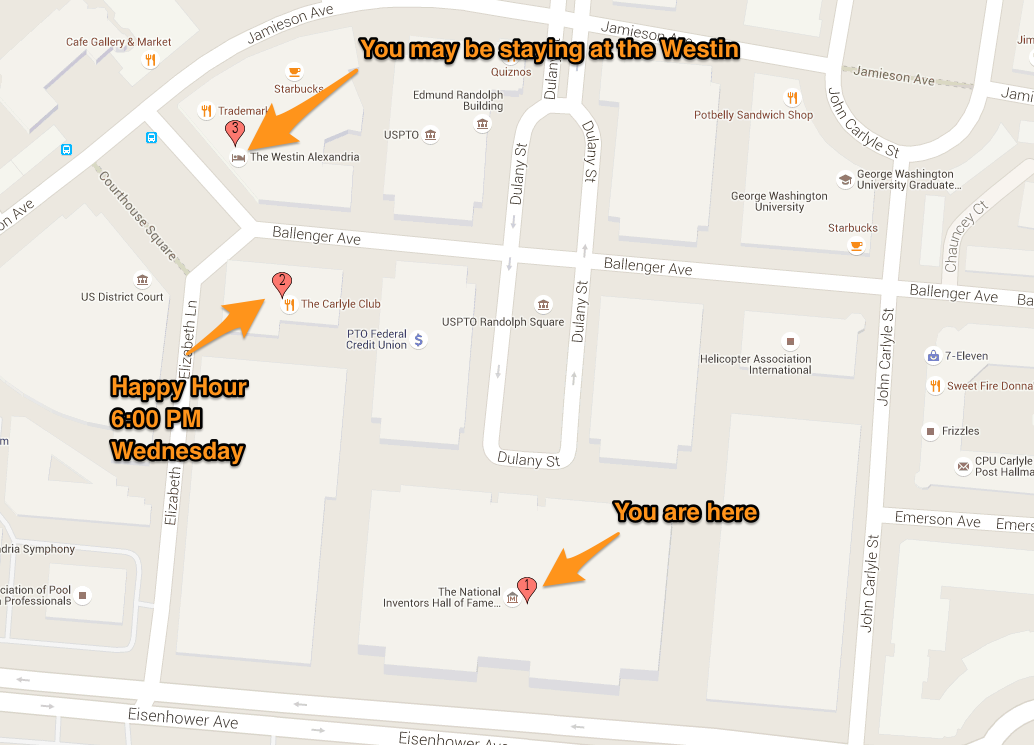 Jamieson Ave
Cafe Gallery & Market
You may be staying at the Westin
Jamieson Ave
Quiznos
Starbucks
Dulany
Jamieson Ave
Edmund Randolph
Building
Trademark
Potbelly Sandwich Shop
John Carlyle St
3
USPTO
Dulany St
Dulany St
The Westin Alexandria
George Washington
University Graduate...
Courthouse Square
George Washington
University
Chauncey Ct
Starbucks
Ballenger Ave
Ballenger Ave
Ballenger Ave
US District Court
2
The Carlyle Club
USPTO Randolph Square
Dulany St
PTO Federal
Credit Union
$
Elizabeth Ln
John Carlyle St
Helicopter Association
International
7-Eleven
Sweet Fire Donna
Happy Hour
6:00 PM
Wednesday
Frizzles
Dulany St
CPU Carlyle
Post Hallma
Elizabeth
You are here
Emerson Ave
Emers
John Carlyle St
ndria Symphony
1
The National
Inventors Hall of Fame...
ciation of Pool
Professionals
Eisenhower Ave
Eisenhower Ave